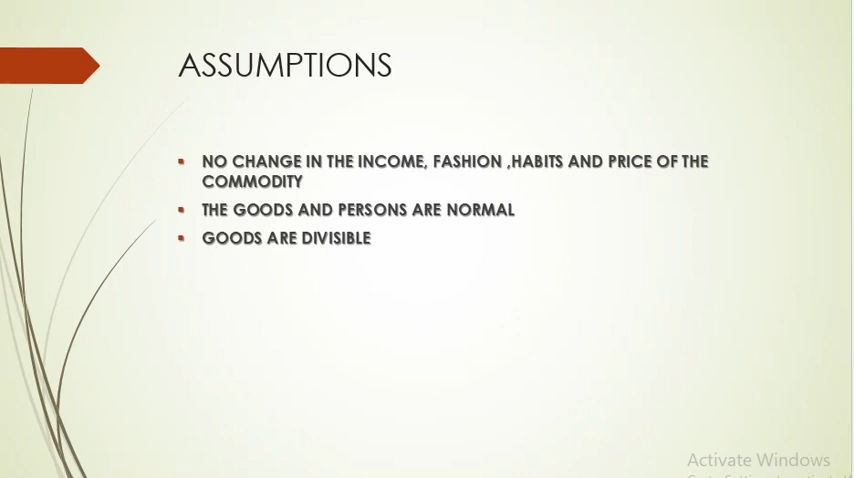 ASSUMPTIONS
NO CHANGE IN THE INCOME, FASHION ,HABITS AND PRICE OF THE
COMMODITY
THE GOODS AND PERSONS ARE NORMAL
GOODS ARE DIVISIBLE
Activate Windows